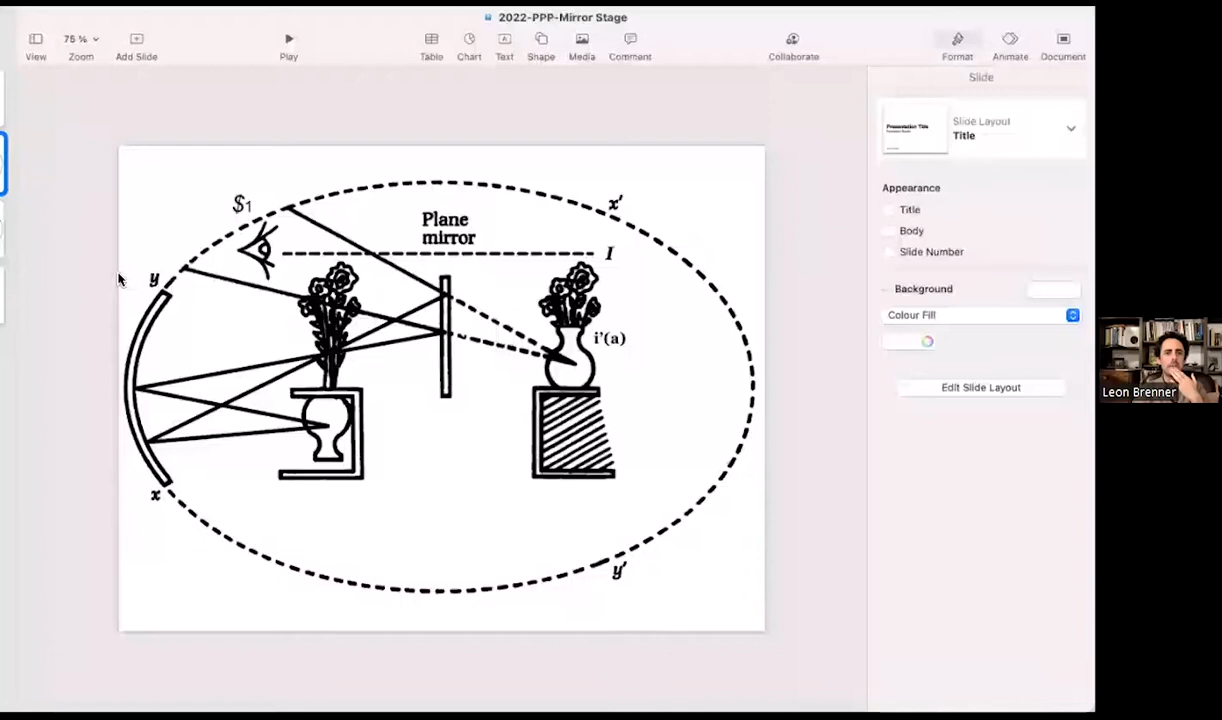 2022-PPP-Mirror Stage
75 %
View
Zoom
Add Slide
Play
Table
Chart
Text
Shape
Media
Comment
Collaborate
Format
Animate
Document
Slide
Presentation Title
Slide Layout
Title
Appearance
Title
Body
Slide Number
Background
Colour Fill
Edit Slide Layout
$1
Plane
mirror
x'
I
y
i'(a)
x
y'
Leon Brenner